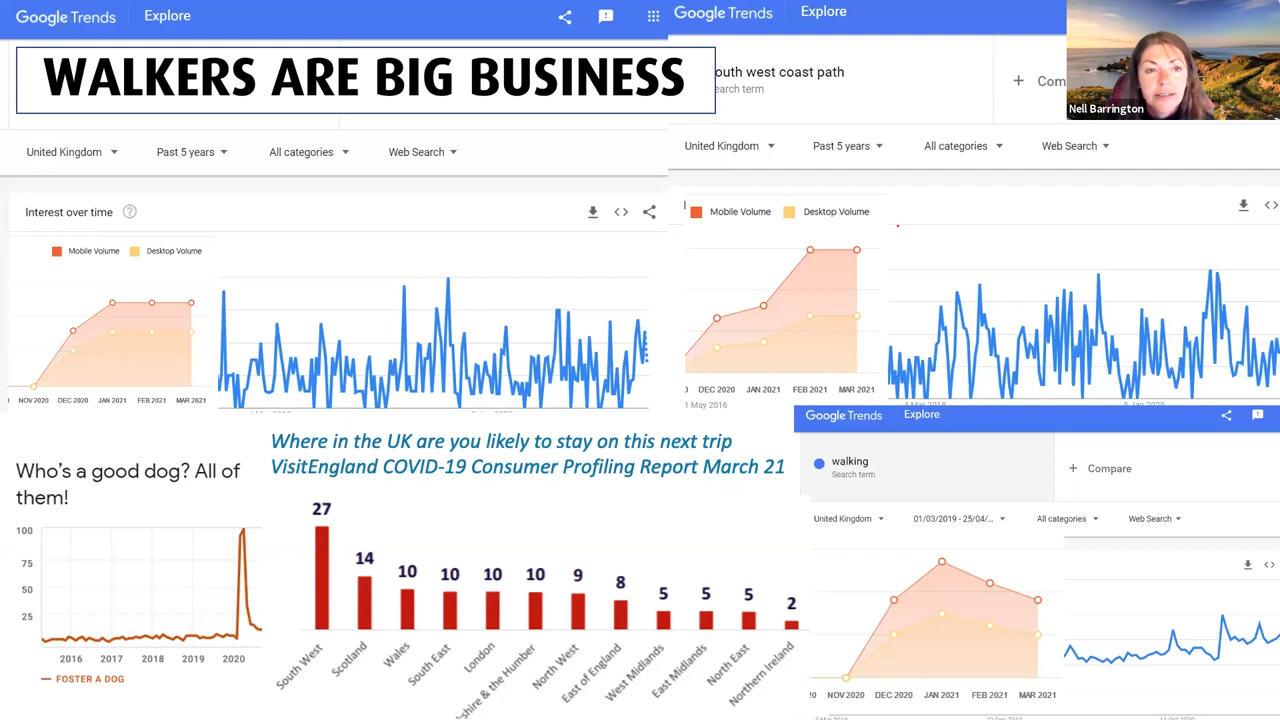 Google Trends Explore
WALKERS ARE BIG BUSINESS
United Kingdom Past 5 years All categories Web Search
Interest over time
Mobile Volume Desktop Volume
NOV 2020 DEC 2020 JAN 2021 FEB 2021 MAR 2021
Google Trends Explore
outh west coast path
earch term
+ Com
Nell Barrington
United Kingdom Past 5 years All categories Web Search
Mobile Volume Desktop Volume
DEC 2020 JAN 2021 FEB 2021 MAR 2021
Who's a good dog? All of
them!
100
75
50
25
2016 2017 2018 2019 2020
FOSTER A DOG
Where in the UK are you likely to stay on this next trip
VisitEngland COVID-19 Consumer Profiling Report March 21
27 14 10 10 10 10 9 8 5 5 5 2
South West
Scotland
Wales
South East
London
kshire & the Humber
North West
East of England
West Midlands
East Midlands
North East
Northern Ireland
Google Trends Explore
walking
Search term
+ Compare
United Kingdom 01/03/2019 - 25/04/... All categories Web Search
NOV 2020 DEC 2020 JAN 2021 FEB 2021 MAR 2021